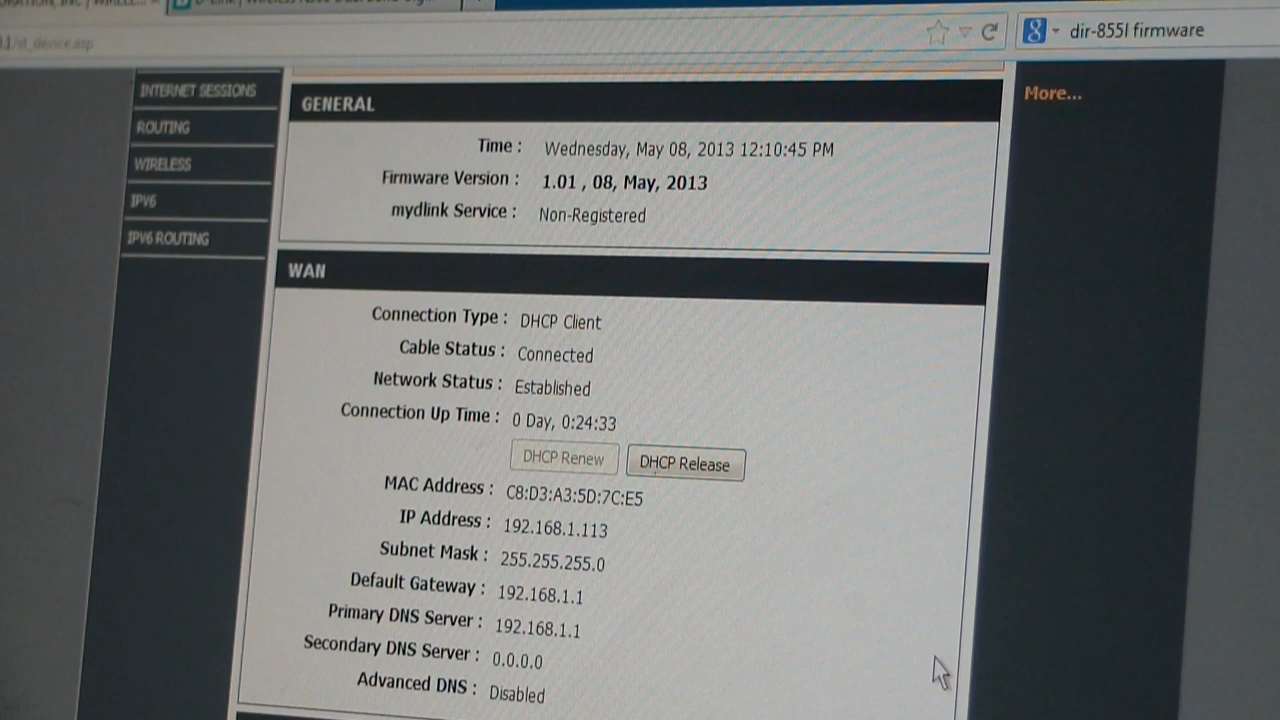 D-Link | WIRELESS
st_device.asp
dir-855l firmware
INTERNET SESSIONS
ROUTING
WIRELESS
IPV6
IPV6 ROUTING
More...
GENERAL
Time : Wednesday, May 08, 2013 12:10:45 PM
Firmware Version : 1.01 , 08, May, 2013
mydlink Service : Non-Registered
WAN
Connection Type : DHCP Client
Cable Status : Connected
Network Status : Established
Connection Up Time : 0 Day, 0:24:33
DHCP Renew DHCP Release
MAC Address : C8:D3:A3:5D:7C:E5
IP Address : 192.168.1.113
Subnet Mask : 255.255.255.0
Default Gateway : 192.168.1.1
Primary DNS Server : 192.168.1.1
Secondary DNS Server : 0.0.0.0
Advanced DNS : Disabled